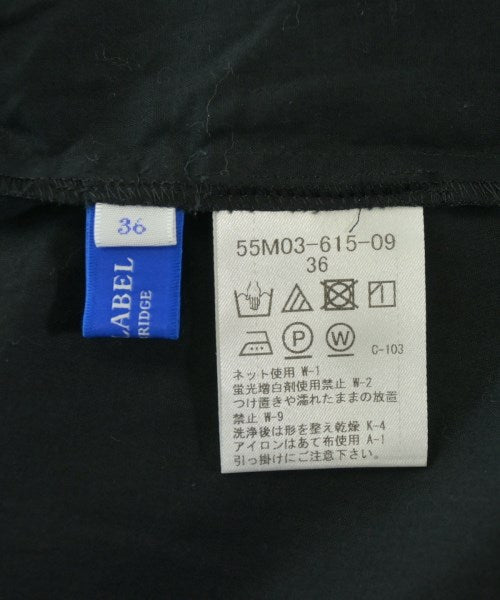 36
LABEL
RIDGE
55M03-615-09
36
P
W
C-103
ネット使用 W-1
蛍光増白剤使用禁止 W-2
つけ置きや濡れたままの放置
禁止 W-9
洗浄後は形を整え乾燥 K-4
アイロンはあて布使用 A-1
引っ掛けにご注意下さい